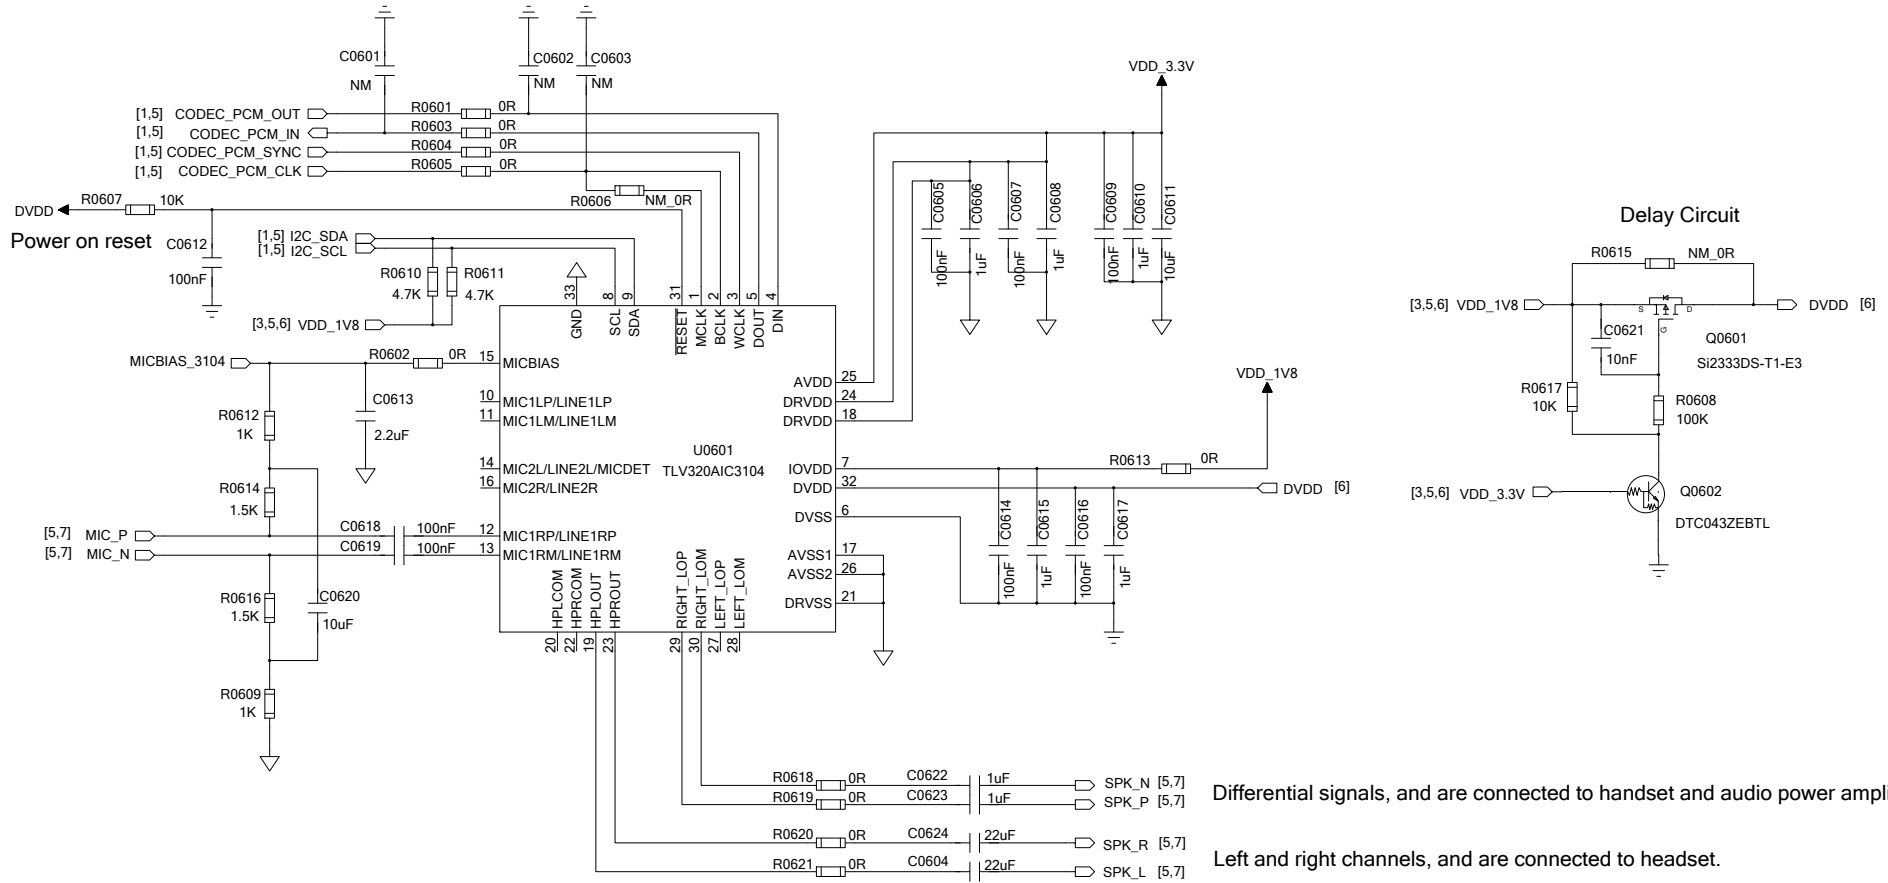 C0601
NM
C0602
NM
C0603
NM
VDD_3.3V
[1,5] CODEC_PCM_OUT
R0601 0R
[1,5] CODEC_PCM_IN
R0603 0R
[1,5] CODEC_PCM_SYNC
R0604 0R
[1,5] CODEC_PCM_CLK
R0605 0R
R0606 NM_0R
DVDD
R0607 10K
Power on reset
C0612
100nF
[1,5] I2C_SDA
[1,5] I2C_SCL
R0610
4.7K
R0611
4.7K
[3,5,6] VDD_1V8
MICBIAS_3104
R0602 0R
C0605
100nF
C0606
1uF
C0607
100nF
C0608
1uF
C0609
100nF
C0610
1uF
C0611
10uF
33
GND
8
SCL
9
SDA
31
RESET
1
MCLK
2
BCLK
3
WCLK
5
DOUT
4
DIN
15 MICBIAS
10 MIC1LP/LINE1LP
11 MIC1LM/LINE1LM
14 MIC2L/LINE2L/MICDET
16 MIC2R/LINE2R
12 MIC1RP/LINE1RP
13 MIC1RM/LINE1RM
U0601
TLV320AIC3104
AVDD 25
DRVDD 24
DRVDD 18
IOVDD 7
DVDD 32
DVSS 6
AVSS1 17
AVSS2 26
DRVSS 21
HPLCOM
20
HPRCOM
22
HPLOUT
19
HPROUT
23
RIGHT_LOP
29
RIGHT_LOM
30
LEFT_LOP
27
LEFT_LOM
28
R0612
1K
C0613
2.2uF
R0614
1.5K
[5,7] MIC_P
C0618 100nF
[5,7] MIC_N
C0619 100nF
R0616
1.5K
C0620
10uF
R0609
1K
VDD_1V8
R0613 0R
DVDD [6]
C0614
100nF
C0615
1uF
C0616
100nF
C0617
1uF
Delay Circuit
R0615 NM_0R
[3,5,6] VDD_1V8
S
D
G
DVDD [6]
C0621
10nF
Q0601
Si2333DS-T1-E3
R0617
10K
R0608
100K
[3,5,6] VDD_3.3V
Q0602
DTC043ZEBTL
R0618 0R C0622 1uF SPK_N [5,7]
R0619 0R C0623 1uF SPK_P [5,7]
Differential signals, and are connected to handset and audio power ampli
R0620 0R C0624 22uF SPK_R [5,7]
R0621 0R C0604 22uF SPK_L [5,7]
Left and right channels, and are connected to headset.